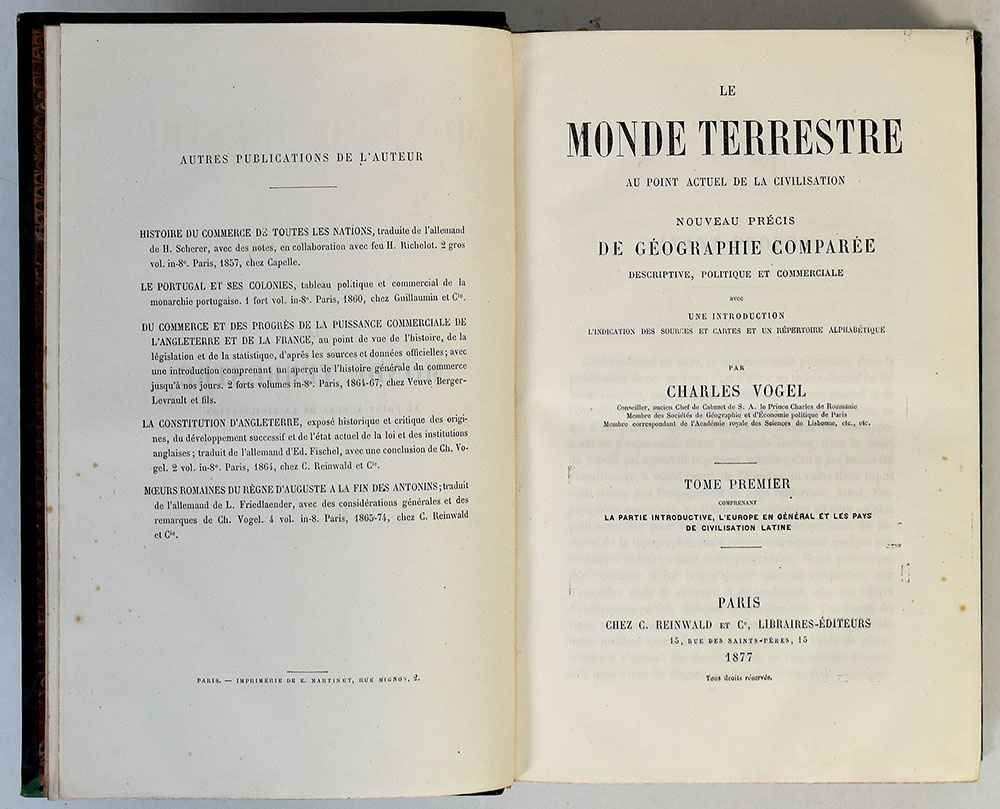 AUTRES PUBLICATIONS DE L'AUTEUR
HISTOIRE DU COMMERCE DE TOUTES LES NATIONS, traduite de l'allemand
de H. Scherer, avec des notes, en collaboration avec feu H. Richelot. 2 gros
vol. in-8º. Paris, 1857, chez Capelle.
LE PORTUGAL ET SES COLONIES, tableau politique et commercial de la
monarchie portugaise. 1 fort vol. in-8º. Paris, 1860, chez Guillaumin et Cie.
DU COMMERCE ET DES PROGRÈS DE LA PUISSANCE COMMERCIALE DE
L'ANGLETERRE ET DE LA FRANCE, au point de vue de l'histoire, de la
législation et de la statistique, d'après les sources et données officielles; avec
une introduction comprenant un aperçu de l'histoire générale du commerce
jusqu'à nos jours. 2 forts volumes in-8º. Paris, 1864-67, chez Veuve Berger-
Levrault et fils.
LA CONSTITUTION D'ANGLETERRE, exposé historique et critique des origi-
nes, du développement successif et de l'état actuel de la loi et des institutions
anglaises; traduit de l'allemand d'Ed. Fischel, avec une conclusion de Ch. Vo-
gel. 2 vol. in-8º. Paris, 1864, chez C. Reinwald et Cie.
MŒURS ROMAINES DU RÈGNE D'AUGUSTE A LA FIN DES ANTONINS; traduit
de l'allemand de L. Friedlaender, avec des considérations générales et des
remarques de Ch. Vogel. 4 vol. in-8. Paris, 1865-74, chez C. Reinwald
et Cie.
PARIS. — IMPRIMERIE DE E. MARTINET, RUE MIGNON, 2.
LE
MONDE TERRESTRE
AU POINT ACTUEL DE LA CIVILISATION
NOUVEAU PRÉCIS
DE GÉOGRAPHIE COMPARÉE
DESCRIPTIVE, POLITIQUE ET COMMERCIALE
avec
UNE INTRODUCTION
L'INDICATION DES SOURCES ET CARTES ET UN RÉPERTOIRE ALPHABÉTIQUE
PAR
CHARLES VOGEL
Conseiller, ancien Chef de Cabinet de S. A. le Prince Charles de Roumanie
Membre des Sociétés de Géographie et d'Économie politique de Paris
Membre correspondant de l'Académie royale des Sciences de Lisbonne, etc., etc.
TOME PREMIER
COMPRENANT
LA PARTIE INTRODUCTIVE, L'EUROPE EN GÉNÉRAL ET LES PAYS
DE CIVILISATION LATINE
PARIS
CHEZ C. REINWALD ET Ce, LIBRAIRES-ÉDITEURS
15, RUE DES SAINTS-PÈRES, 15
1877
Tous droits réservés.